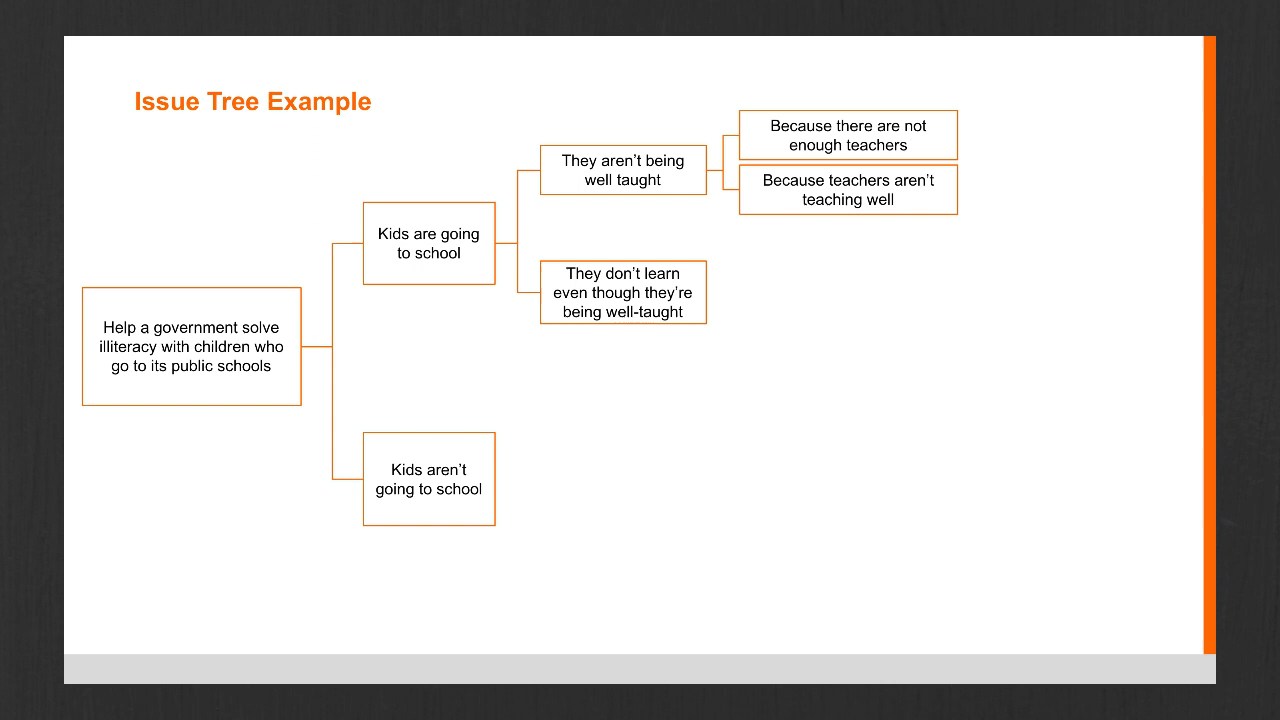 Issue Tree Example
Help a government solve
illiteracy with children who
go to its public schools
Kids are going
to school
Kids aren’t
going to school
They aren’t being
well taught
They don’t learn
even though they’re
being well-taught
Because there are not
enough teachers
Because teachers aren’t
teaching well